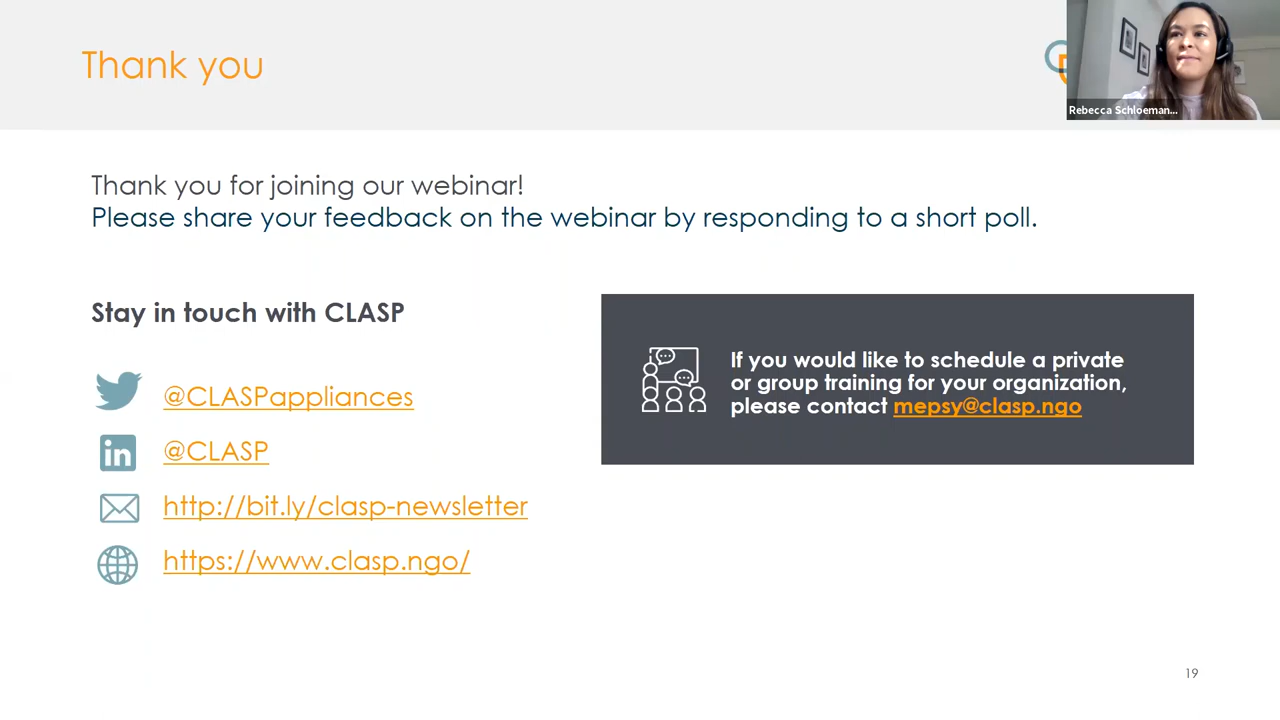 Thank you
Rebecca Schloeman...
Thank you for joining our webinar!
Please share your feedback on the webinar by responding to a short poll.
Stay in touch with CLASP
@CLASPappliances
@CLASP
http://bit.ly/clasp-newsletter
https://www.clasp.ngo/
If you would like to schedule a private
or group training for your organization,
please contact mepsy@clasp.ngo
19